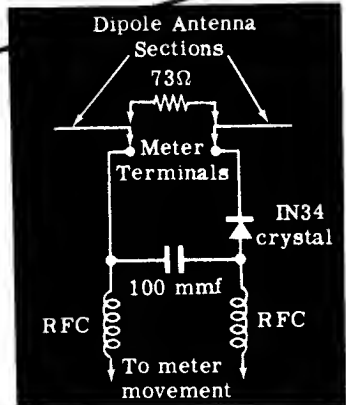 Dipole Antenna
Sections
73Ω
Meter
Terminals
IN34
crystal
100 mmf
RFC
RFC
To meter
movement